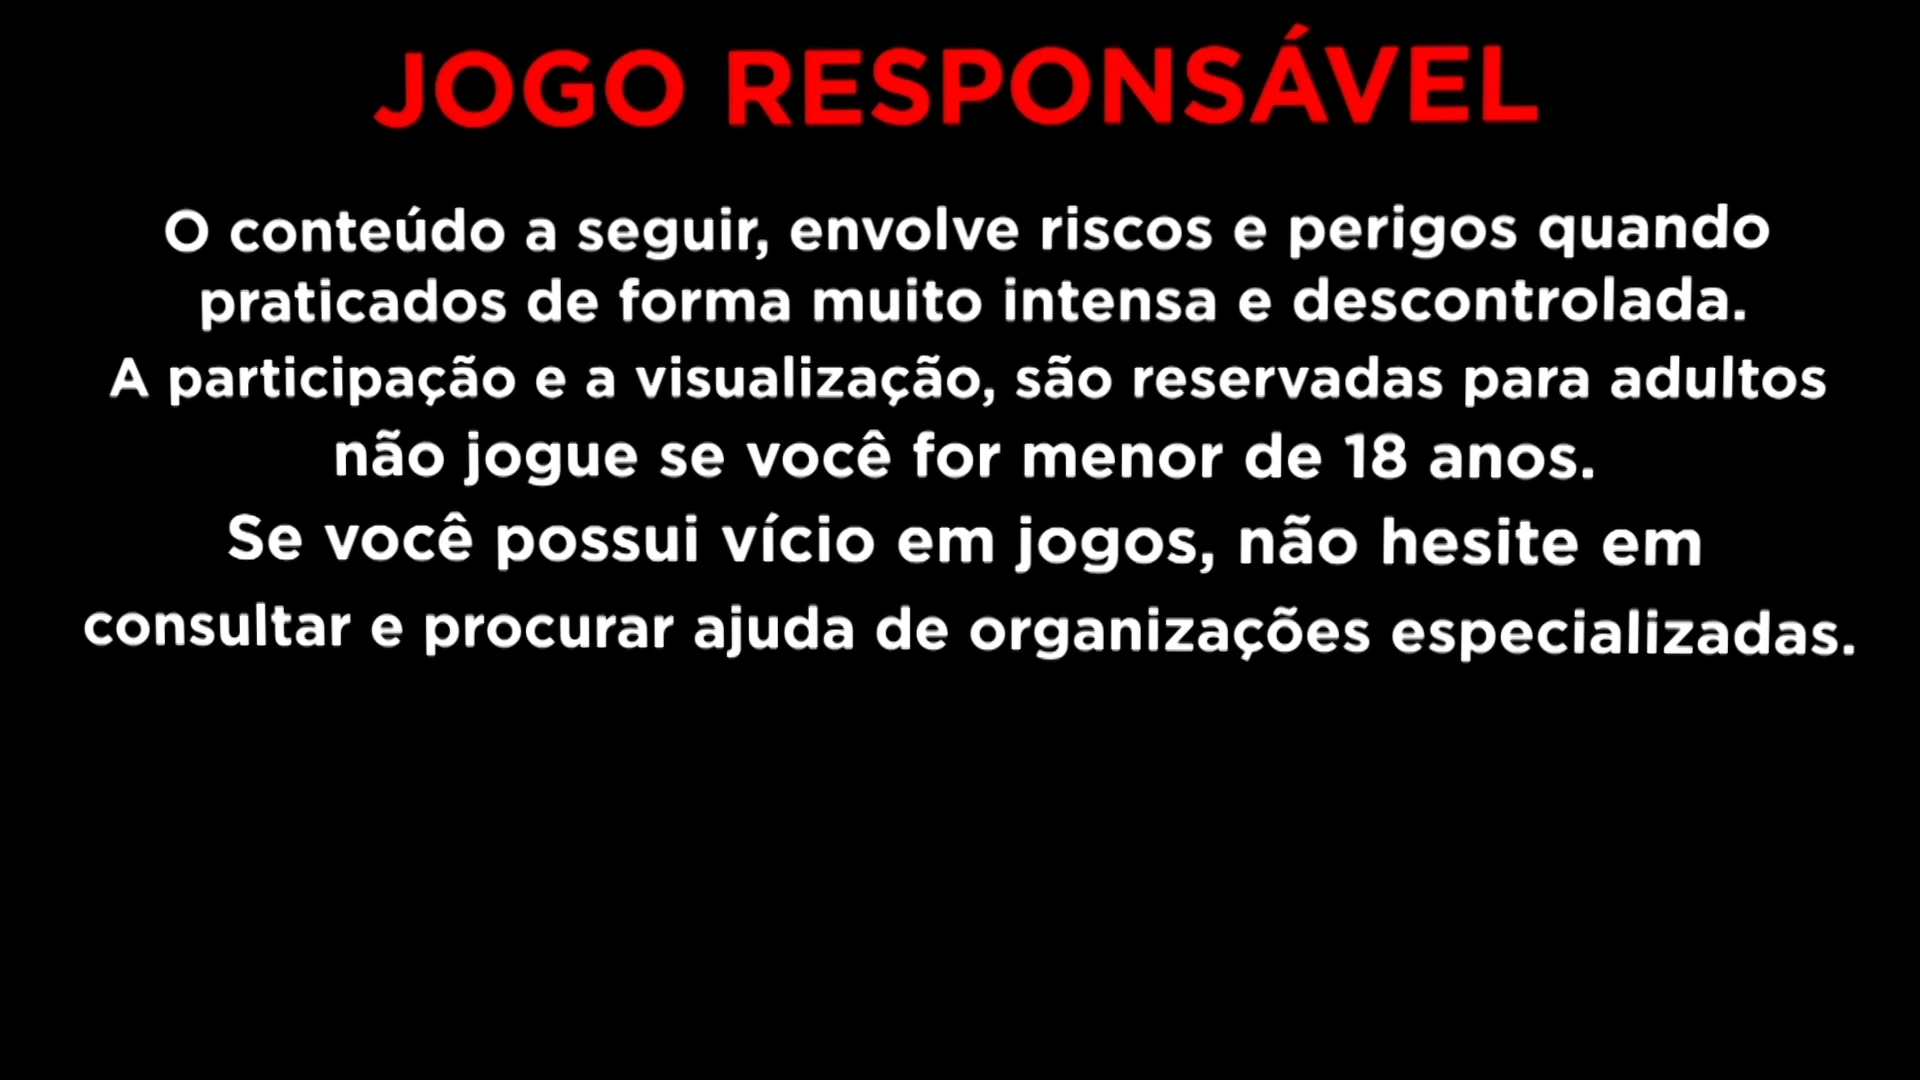 JOGO RESPONSÁVEL
O conteúdo a seguir, envolve riscos e perigos quando
praticados de forma muito intensa e descontrolada.
A participação e a visualização, são reservadas para adultos
não jogue se você for menor de 18 anos.
Se você possui vício em jogos, não hesite em
consultar e procurar ajuda de organizações especializadas.